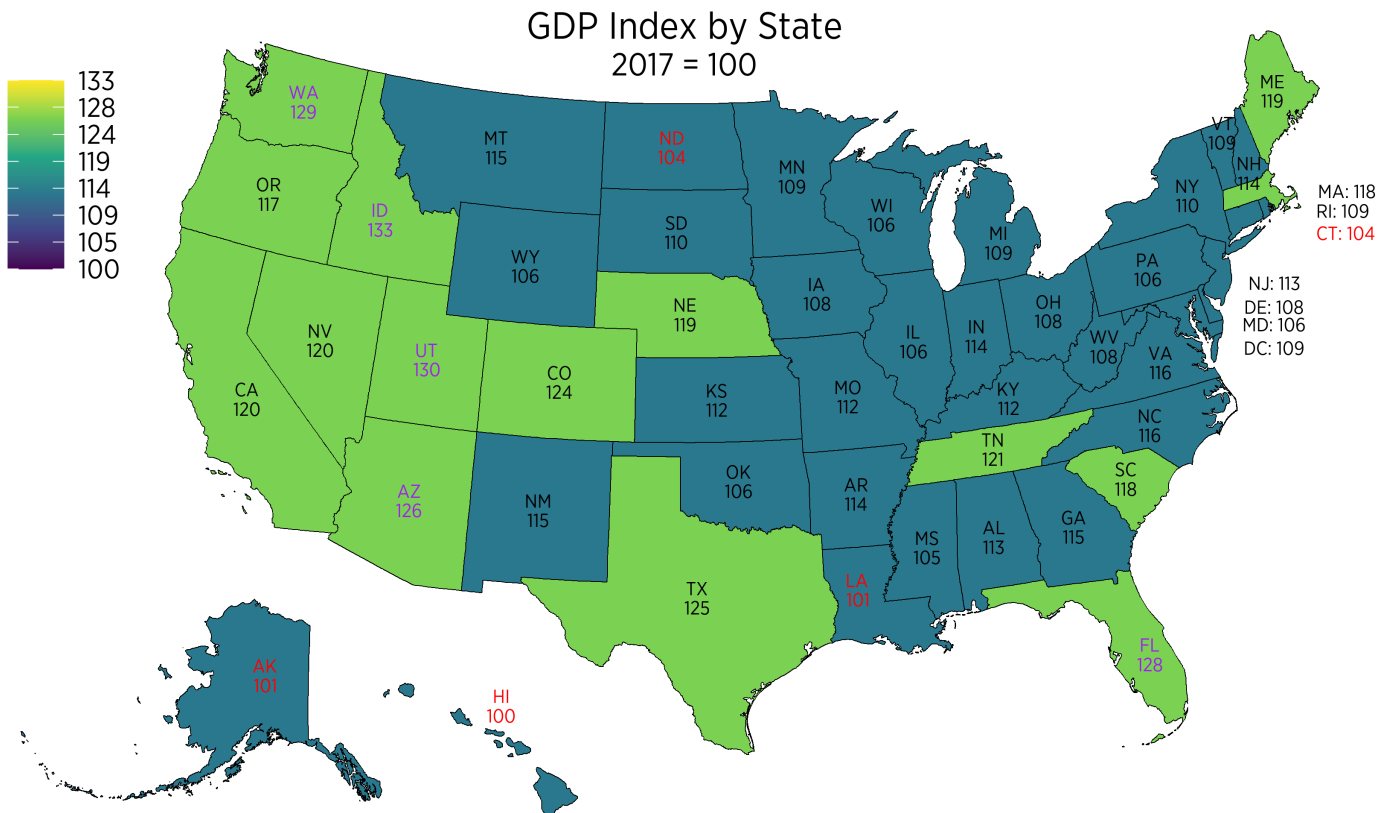 GDP Index by State
2017 = 100
133
128
124
119
114
109
105
100
WA
129
OR
117
ID
133
MT
115
ND
104
MN
109
WI
106
MI
109
NY
110
VT
109
NH
114
ME
119
MA: 118
RI: 109
CT: 104
SD
110
WY
106
NE
119
IA
108
IL
106
IN
114
OH
108
PA
106
NJ: 113
DE: 108
MD: 106
DC: 109
WV
108
VA
116
CA
120
NV
120
UT
130
CO
124
KS
112
MO
112
KY
112
NC
116
TN
121
SC
118
AZ
126
NM
115
OK
106
AR
114
MS
105
AL
113
GA
115
TX
125
LA
101
FL
128
AK
101
HI
100